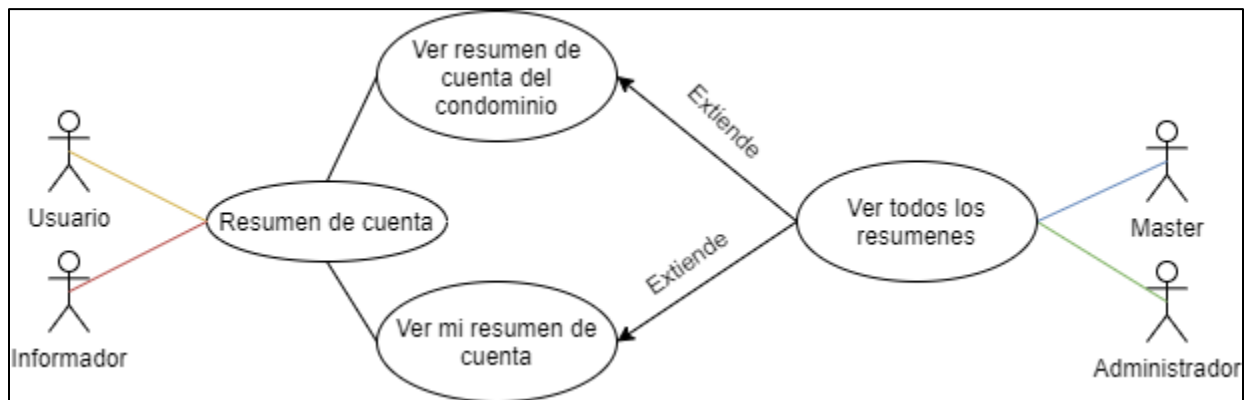 Ver resumen de
cuenta del
condominio
Extiende
Usuario
Resumen de cuenta
Ver todos los
resumenes
Master
Extiende
Informador
Ver mi resumen de
cuenta
Administrador